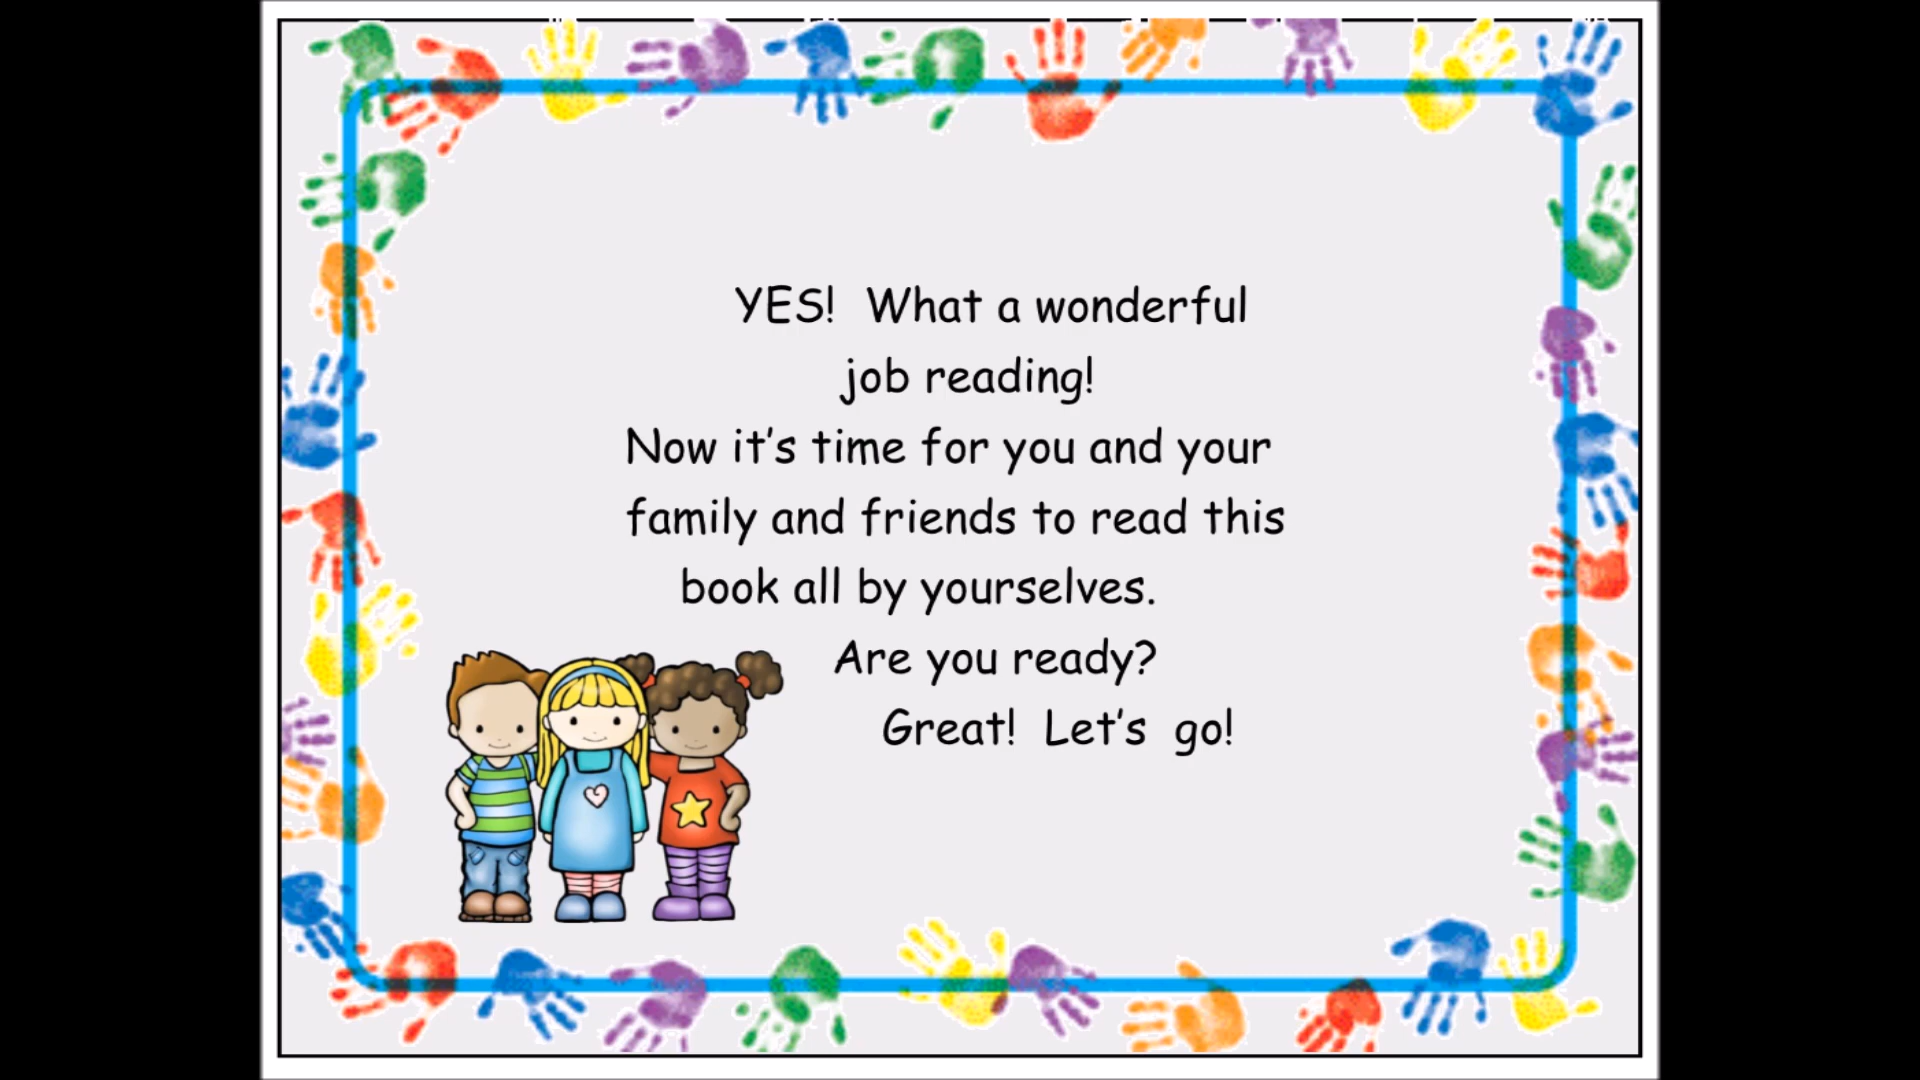 YES! What a wonderful
job reading!
Now it’s time for you and your
family and friends to read this
book all by yourselves.
Are you ready?
Great! Let’s go!